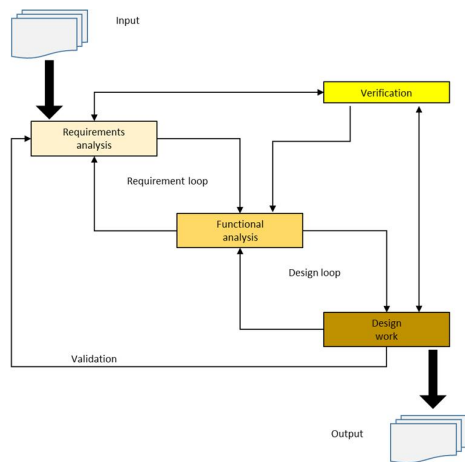 Input
Verification
Requirements
analysis
Requirement loop
Functional
analysis
Design loop
Design
work
Validation
Output